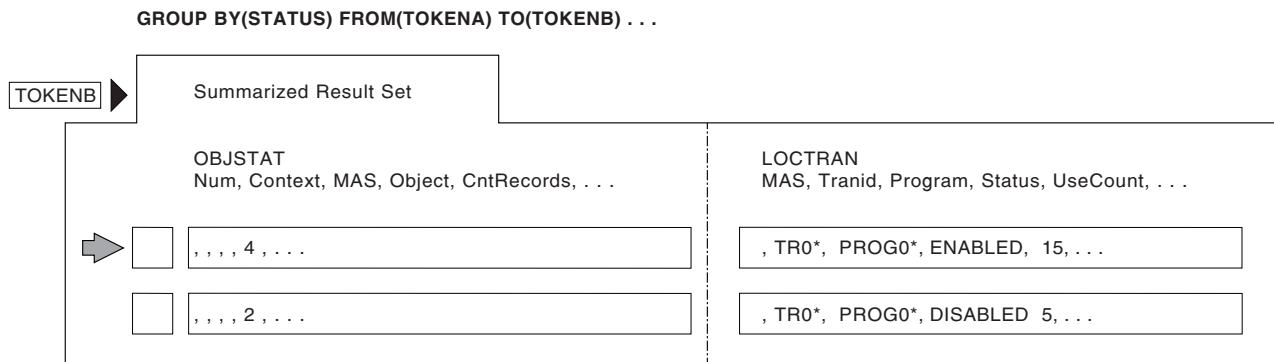 GROUP BY(STATUS) FROM(TOKENA) TO(TOKENB) . . .
TOKENB
Summarized Result Set
OBJSTAT
Num, Context, MAS, Object, CntRecords, . . .
LOCTRAN
MAS, Tranid, Program, Status, UseCount, . . .
, , , , 4 , . . .
, TR0*, PROG0*, ENABLED, 15, . . .
, , , , 2 , . . .
, TR0*, PROG0*, DISABLED 5, . . .